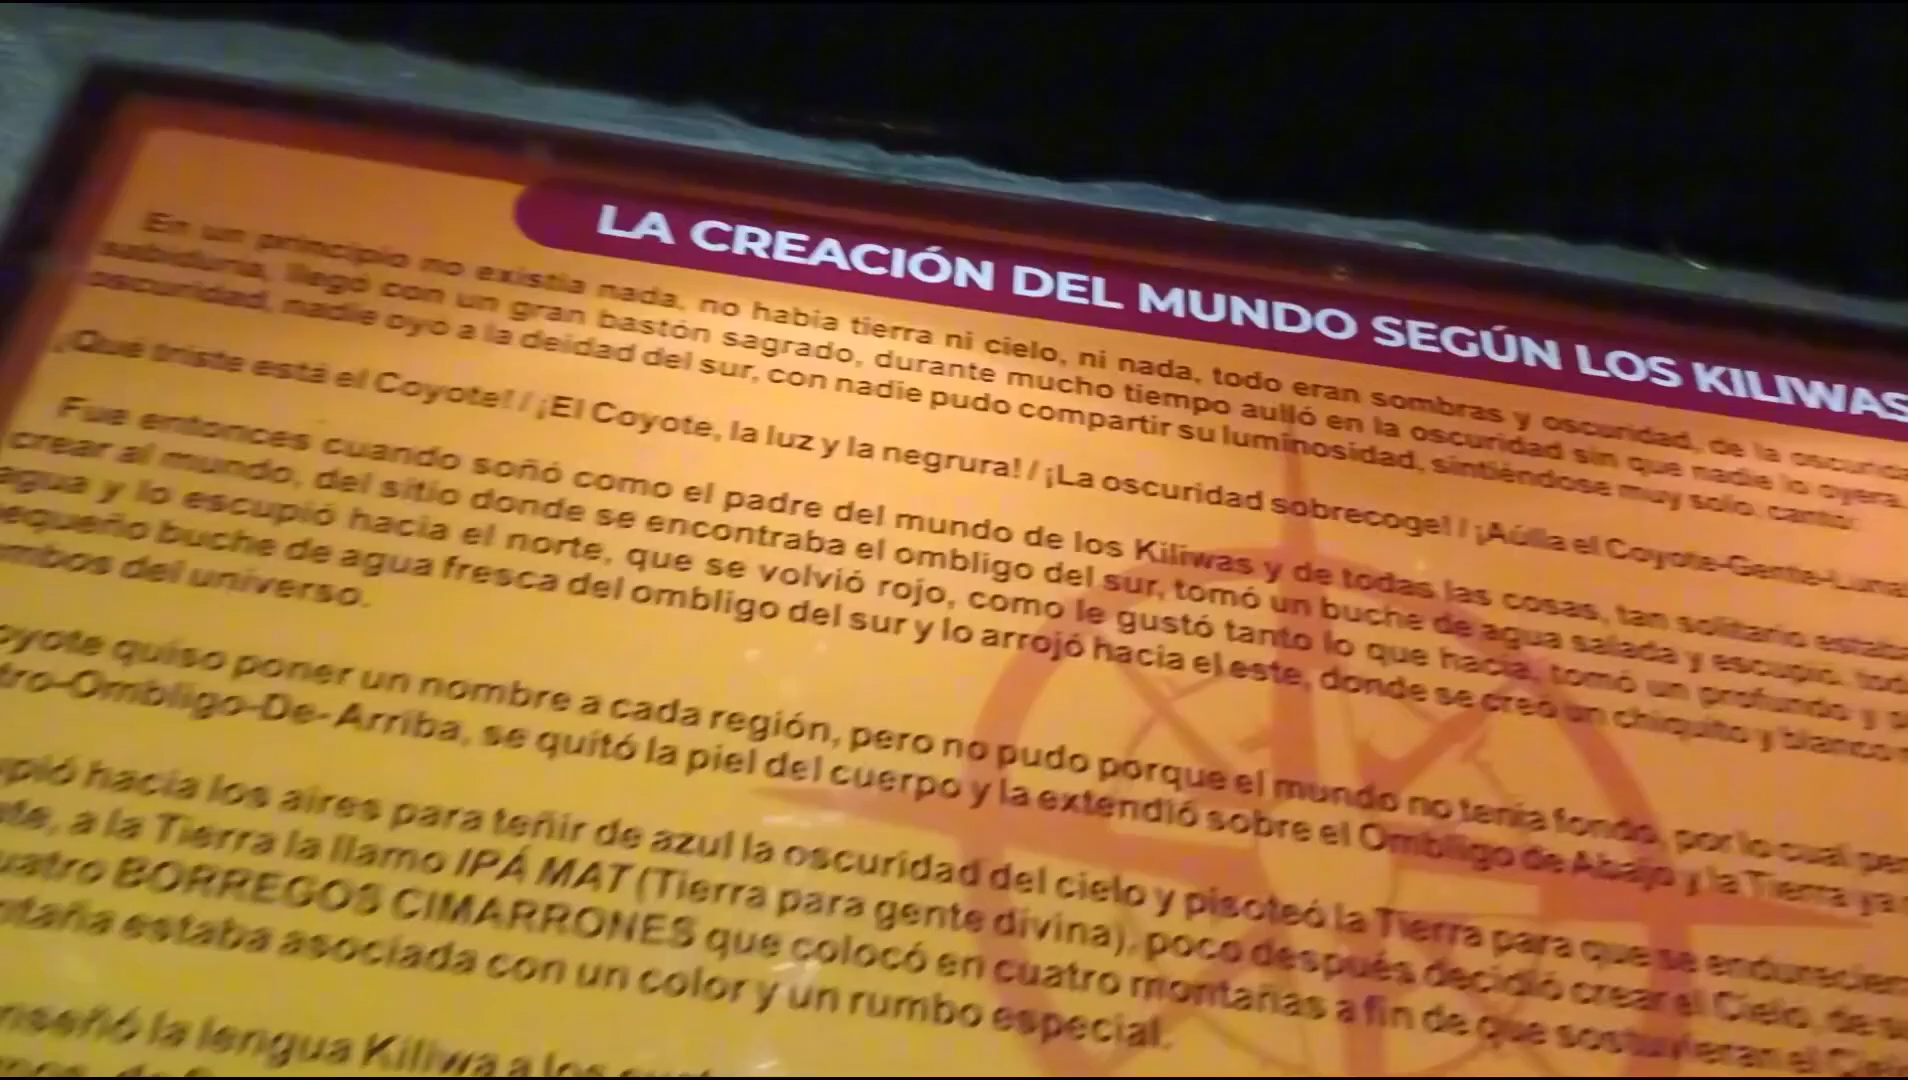 LA CREACIÓN DEL MUNDO SEGÚN LOS KILIWAS
En un principio no existía nada, no había tierra ni cielo, ni nada, todo eran sombras y oscuridad, de la
sabiduría, llegó con un gran bastón sagrado, durante mucho tiempo aulló en la oscuridad sin que nadie lo oyera,
oscuridad, nadie oyó a la deidad del sur, con nadie pudo compartir su luminosidad, sintiéndose muy solo, cantó:
¡Que triste está el Coyote! / ¡El Coyote, la luz y la negrura! / ¡La oscuridad sobrecoge! / ¡Aúlla el Coyote-Gente-Luna!
Fue entonces cuando soñó como el padre del mundo de los Kiliwas y de todas las cosas, tan solitario estaba
crear al mundo, del sitio donde se encontraba el ombligo del sur, tomó un buche de agua salada y escupió,
agua y lo escupió hacia el norte, que se volvió rojo, como le gustó tanto lo que hacía, tomó un profundo y
buche de agua fresca del ombligo del sur y lo arrojó hacia el este, donde se creó un chiquito y blanco
del universo.
quiso poner un nombre a cada región, pero no pudo porque el mundo no tenía fondo, por lo cual
Ombligo-De-Arriba, se quitó la piel del cuerpo y la extendió sobre el Ombligo de Abajo y la Tierra ya
hacia los aires para teñir de azul la oscuridad del cielo y pisoteó la Tierra para que se
a la Tierra la llamo IPÁ MAT (Tierra para gente divina), poco después decidió crear el Cielo, de
BORREGOS CIMARRONES que colocó en cuatro montañas a fin de que sostuvieran el
estaba asociada con un color y un rumbo especial.
la lengua Kiliwa a los